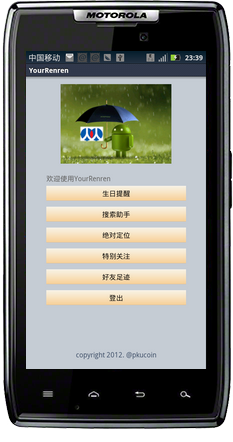 MOTOROLA
中国移动 23:39
YourRenren
欢迎使用YourRenren
生日提醒
搜索助手
绝对定位
特别关注
好友足迹
登出
copyright 2012. @pkucoin